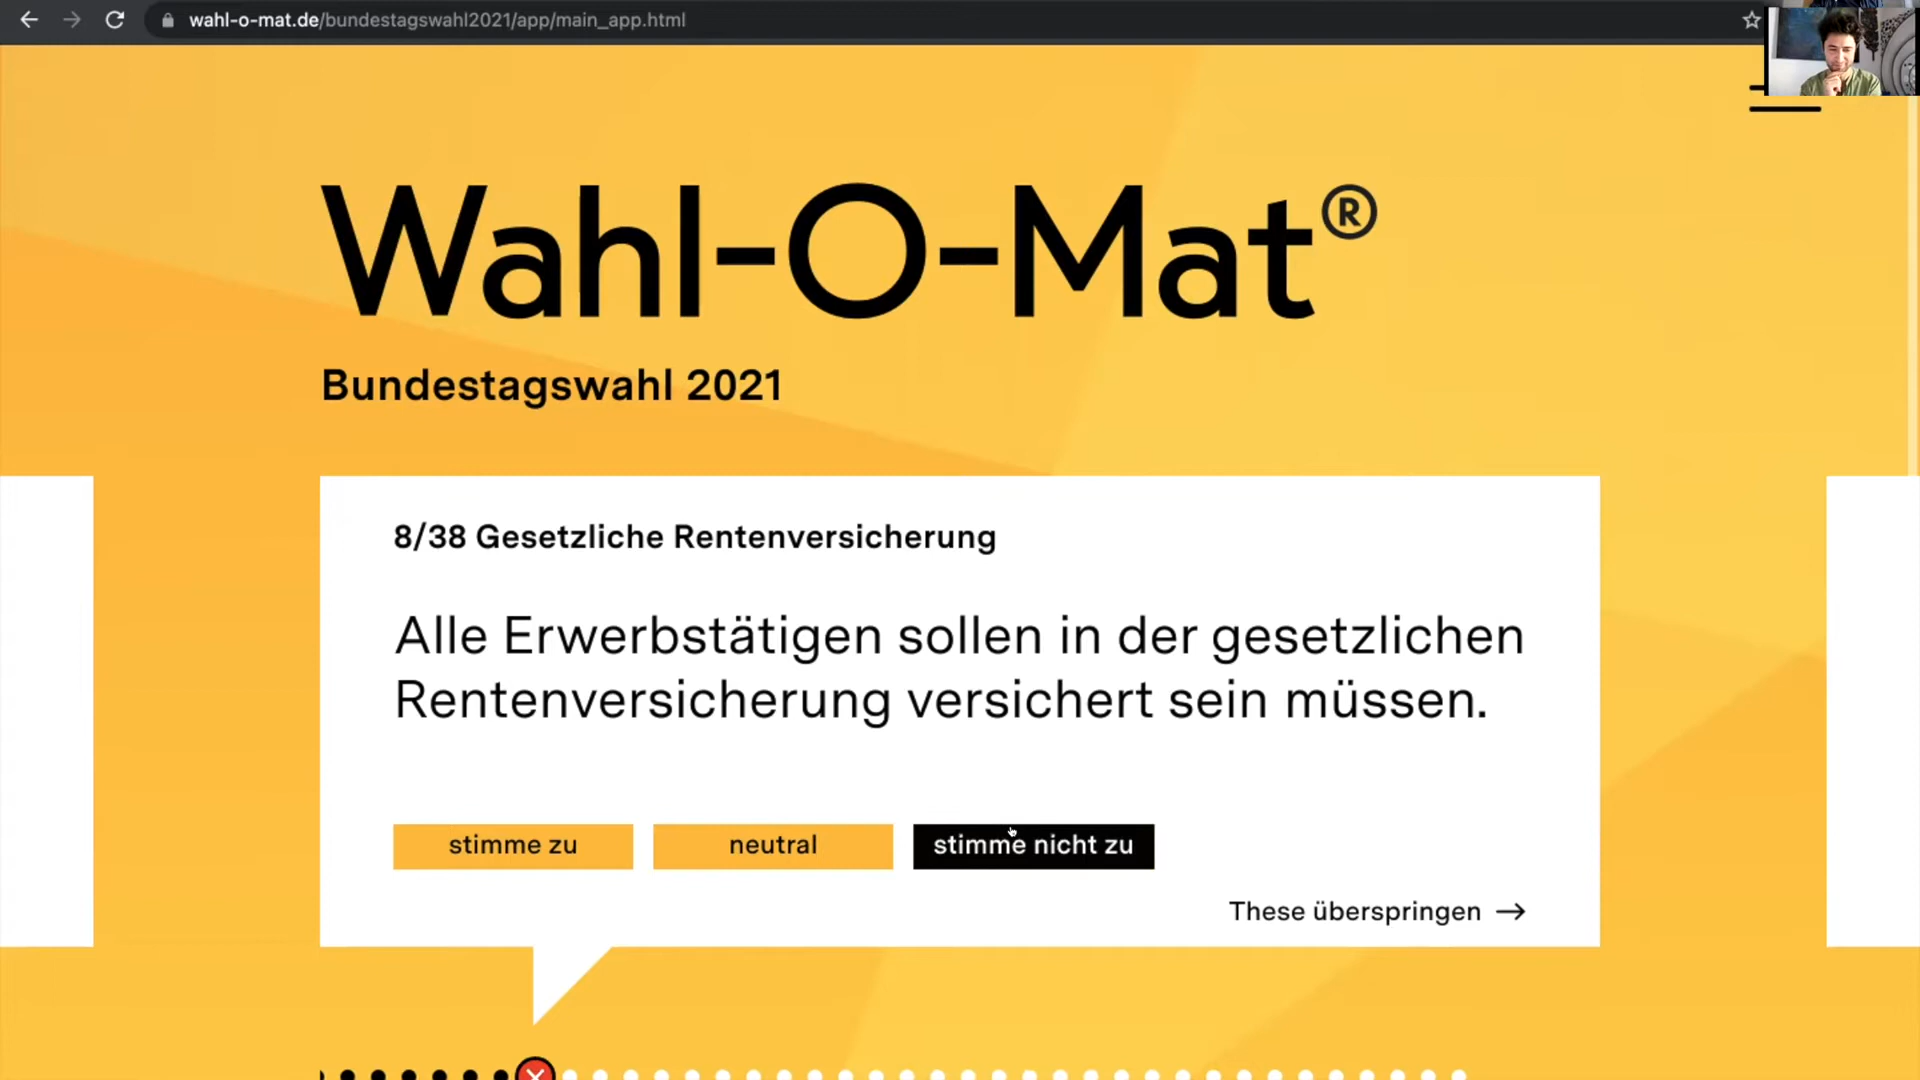 wahl-o-mat.de/bundestagswahl2021/app/main_app.html
Wahl-O-Mat®
Bundestagswahl 2021
8/38 Gesetzliche Rentenversicherung
Alle Erwerbstätigen sollen in der gesetzlichen
Rentenversicherung versichert sein müssen.
stimme zu
neutral
stimme nicht zu
These überspringen →